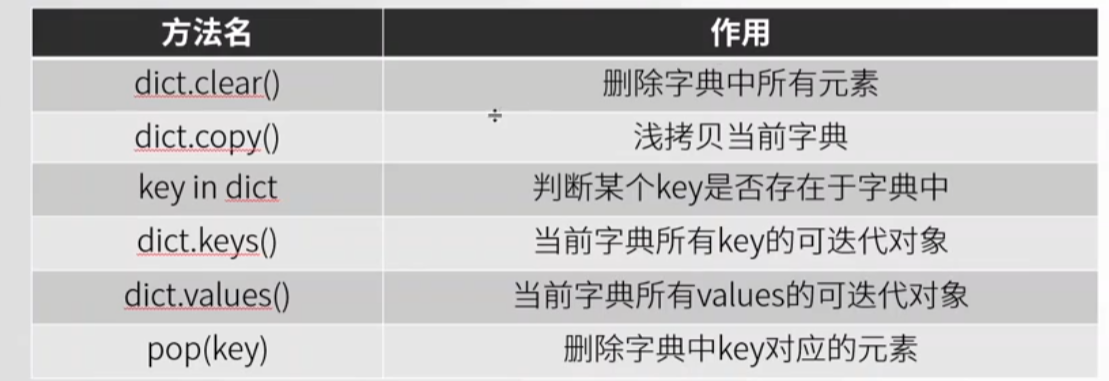 方法名 作用
dict.clear() 删除字典中所有元素
dict.copy() 浅拷贝当前字典
key in dict 判断某个key是否存在于字典中
dict.keys() 当前字典所有key的可迭代对象
dict.values() 当前字典所有values的可迭代对象
pop(key) 删除字典中key对应的元素